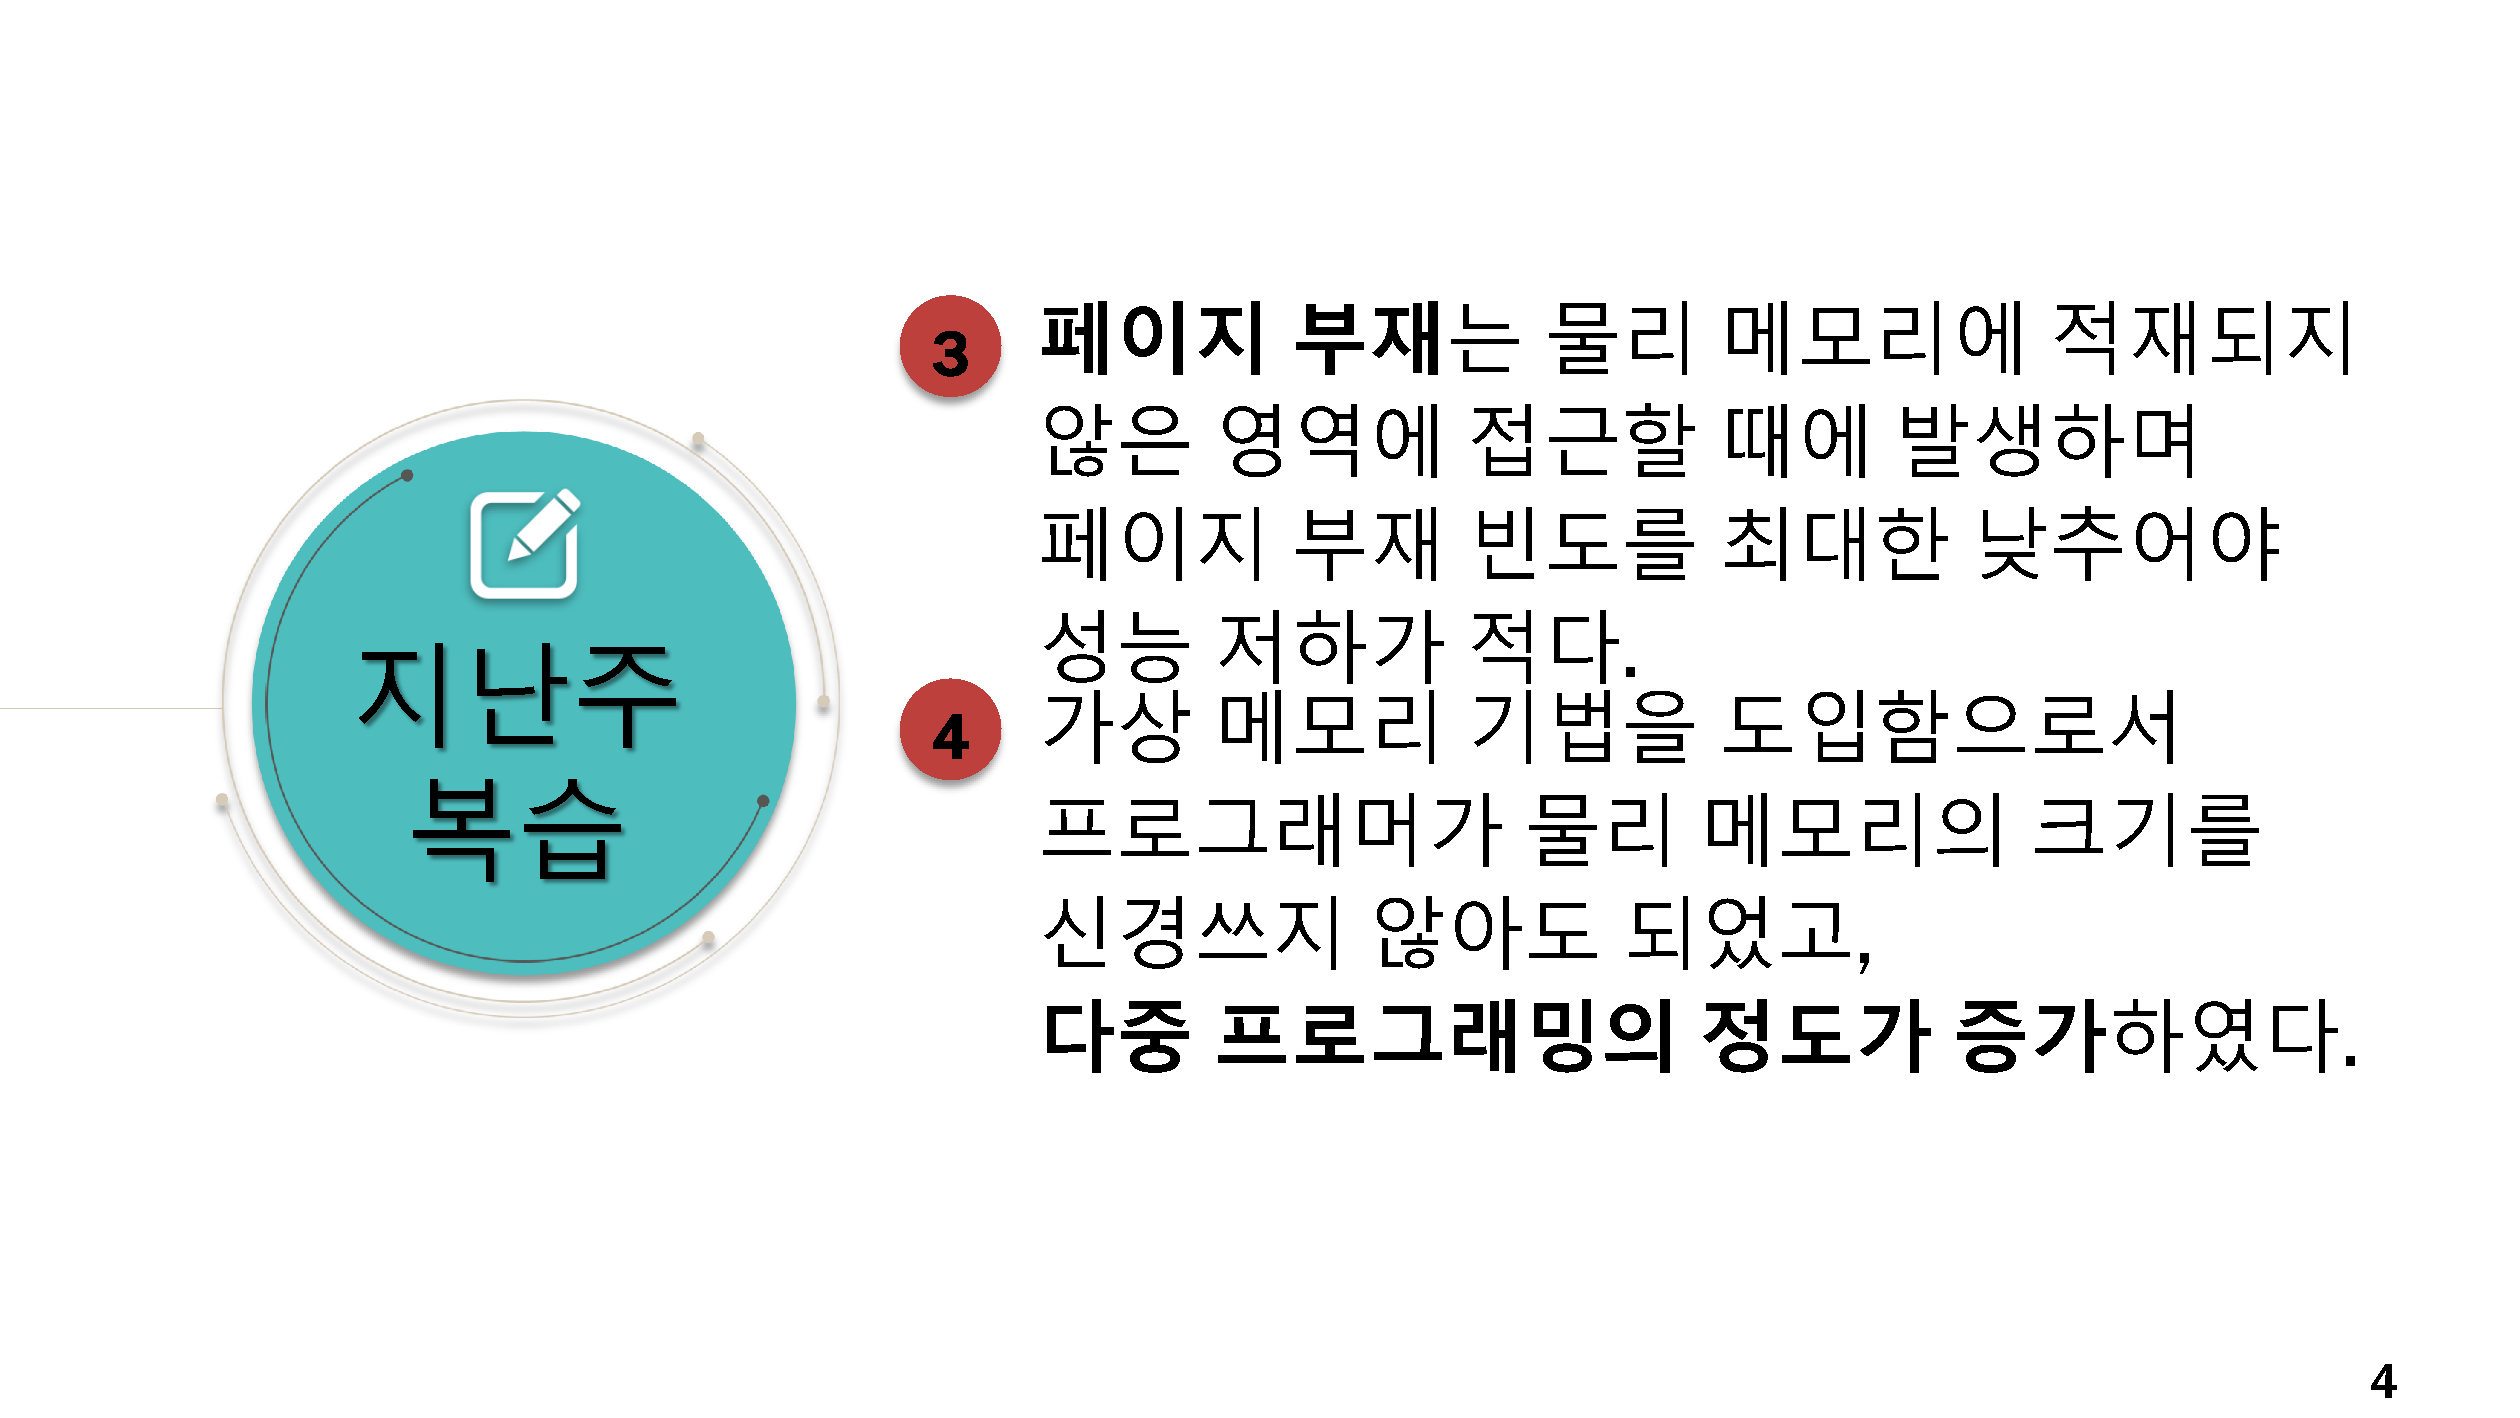 지난주
복습
3
페이지 부재는 물리 메모리에 적재되지
않은 영역에 접근할 때에 발생하며
페이지 부재 빈도를 최대한 낮추어야
성능 저하가 적다.
4
가상 메모리 기법을 도입함으로서
프로그래머가 물리 메모리의 크기를
신경쓰지 않아도 되었고,
다중 프로그래밍의 정도가 증가하였다.
4